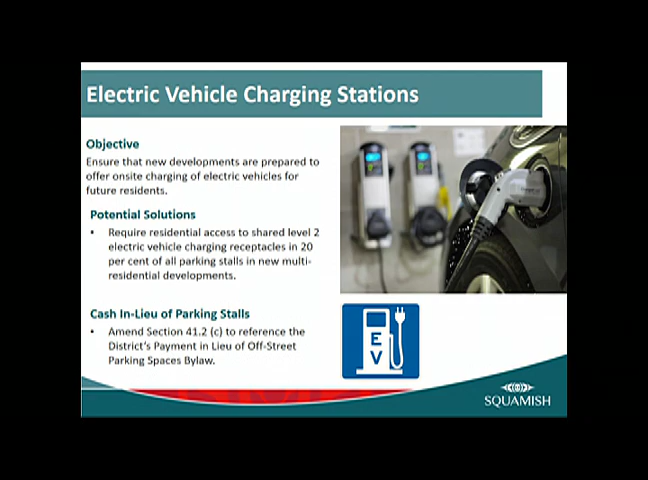 Electric Vehicle Charging Stations
Objective
Ensure that new developments are prepared to
offer onsite charging of electric vehicles for
future residents.
Potential Solutions
• Require residential access to shared level 2
electric vehicle charging receptacles in 20
per cent of all parking stalls in new multi-
residential developments.
Cash In-Lieu of Parking Stalls
• Amend Section 41.2 (c) to reference the
District's Payment in Lieu of Off-Street
Parking Spaces Bylaw.
E
V
SQUAMISH